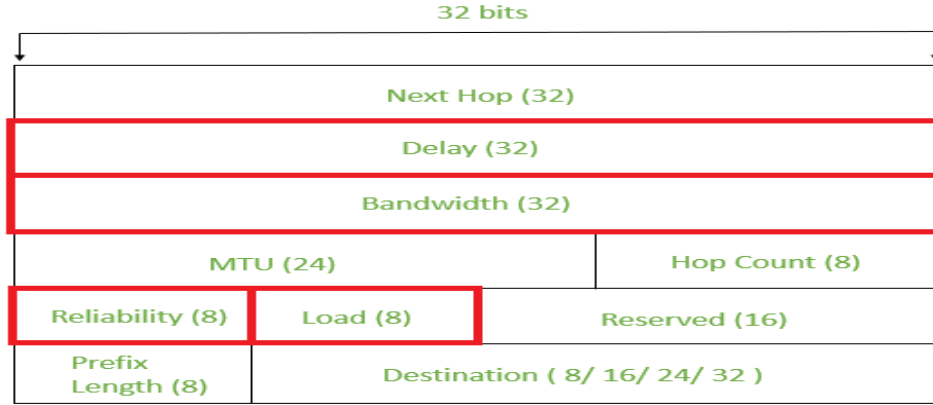 32 bits
Next Hop (32)
Delay (32)
Bandwidth (32)
MTU (24)
Hop Count (8)
Reliability (8)
Load (8)
Reserved (16)
Prefix
Length (8)
Destination ( 8/ 16/ 24/ 32 )